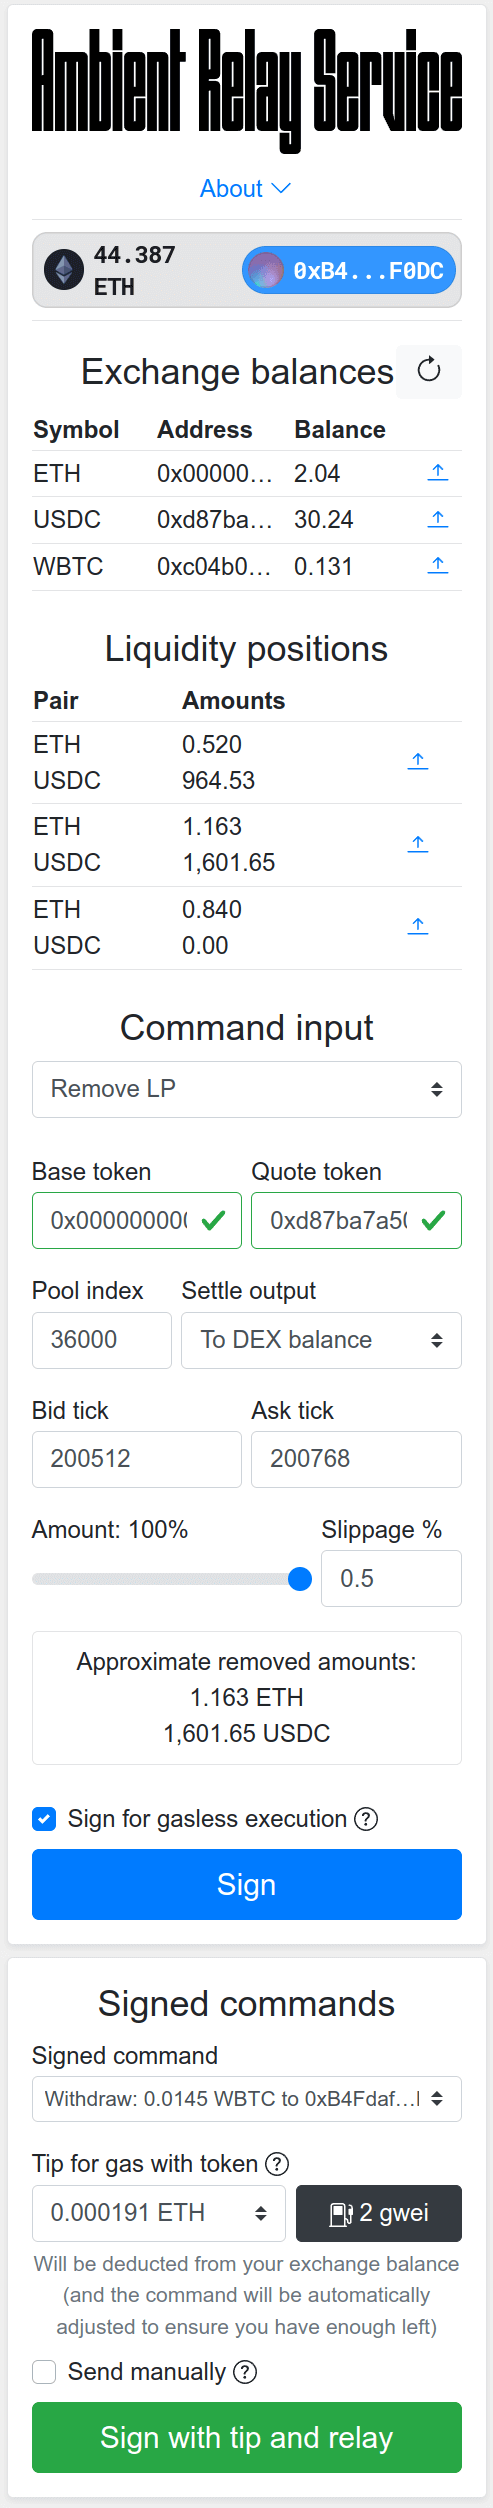 Ambient Relay Service
About
44.387
ETH
0xB4...F0DC
Exchange balances
Symbol Address Balance
ETH 0x00000… 2.04
USDC 0xd87ba… 30.24
WBTC 0xc04b0… 0.131
Liquidity positions
Pair Amounts
ETH 0.520
USDC 964.53
ETH 1.163
USDC 1,601.65
ETH 0.840
USDC 0.00
Command input
Remove LP
Base token Quote token
0x000000000 0xd87ba7a50
Pool index Settle output
36000 To DEX balance
Bid tick Ask tick
200512 200768
Amount: 100% Slippage %
0.5
Approximate removed amounts:
1.163 ETH
1,601.65 USDC
Sign for gasless execution ?
Sign
Signed commands
Signed command
Withdraw: 0.0145 WBTC to 0xB4Fdaf…
Tip for gas with token ?
0.000191 ETH 2 gwei
Will be deducted from your exchange balance
(and the command will be automatically
adjusted to ensure you have enough left)
Send manually ?
Sign with tip and relay